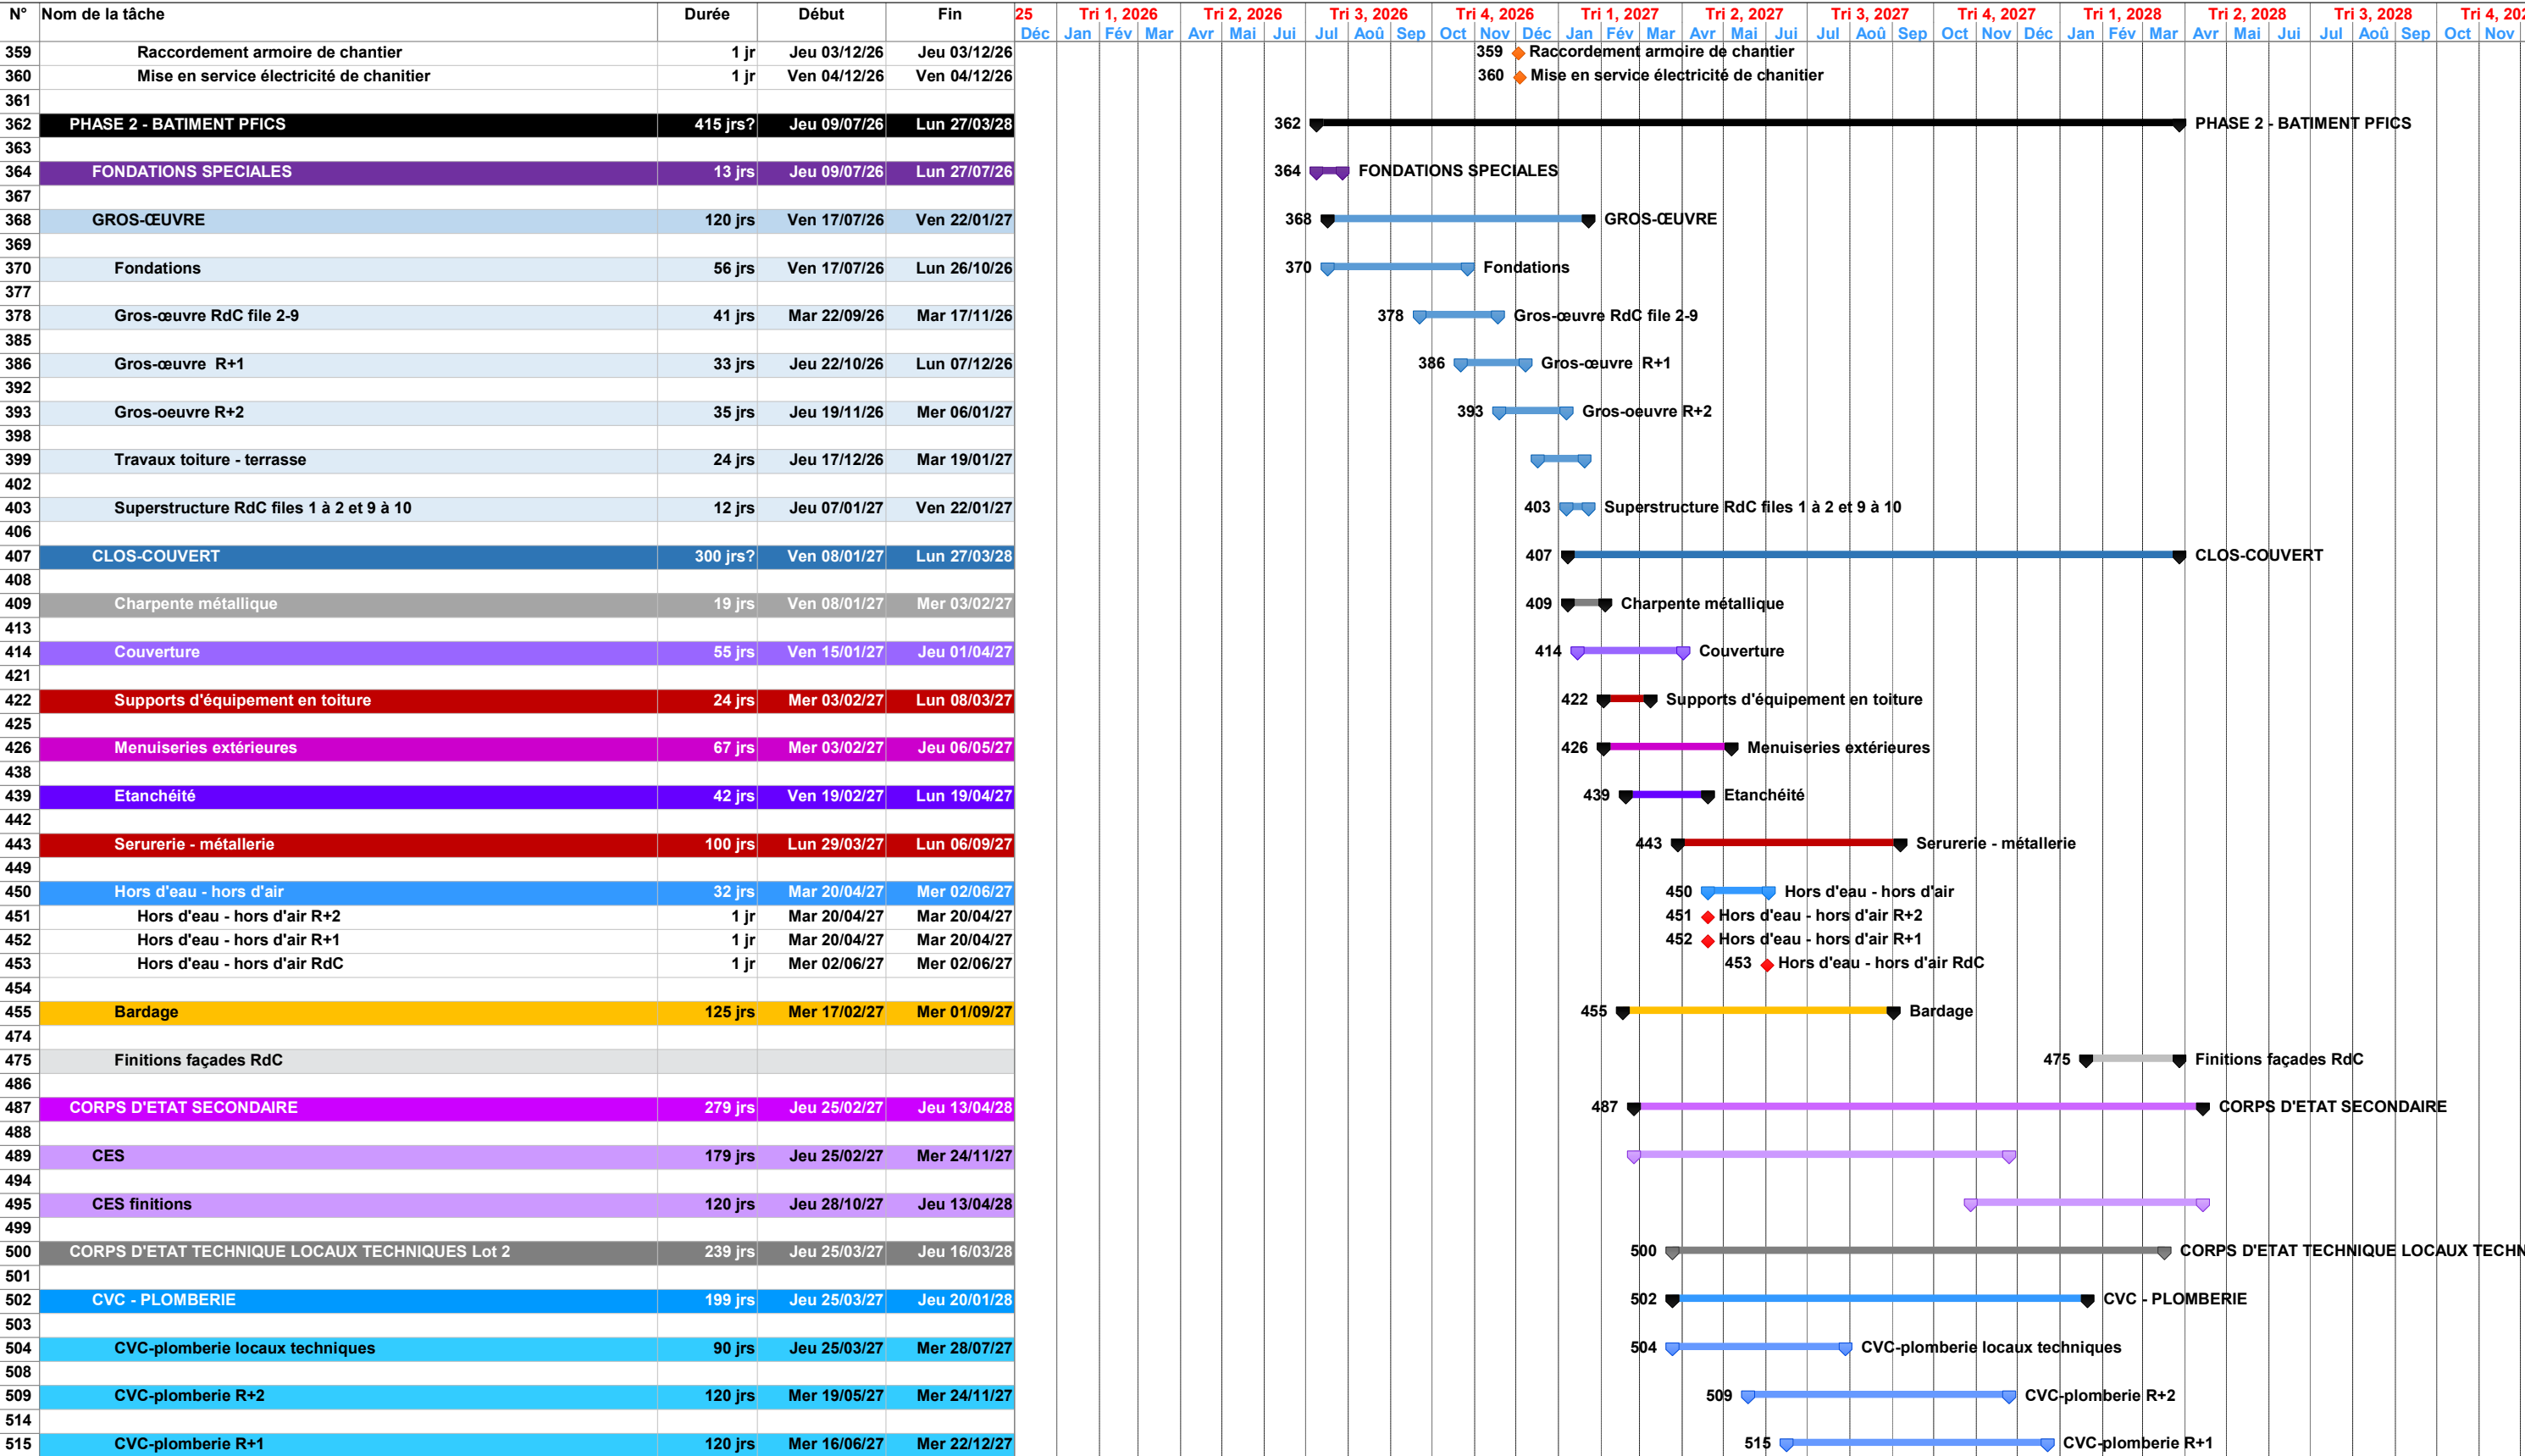 N° Nom de la tâche Durée Début Fin 25 Tri 1, 2026 Tri 2, 2026 Tri 3, 2026 Tri 4, 2026 Tri 1, 2027 Tri 2, 2027 Tri 3, 2027 Tri 4, 2027 Tri 1, 2028 Tri 2, 2028 Tri 3, 2028 Tri 4, 202
Déc Jan Fév Mar Avr Mai Jui Jul Aoû Sep Oct Nov Déc Jan Fév Mar Avr Mai Jui Jul Aoû Sep Oct Nov Déc Jan Fév Mar Avr Mai Jui Jul Aoû Sep Oct Nov
359 Raccordement armoire de chantier 1 jr Jeu 03/12/26 Jeu 03/12/26 359 Raccordement armoire de chantier
360 Mise en service électricité de chanitier 1 jr Ven 04/12/26 Ven 04/12/26 360 Mise en service électricité de chanitier
361
362 PHASE 2 - BATIMENT PFICS 415 jrs? Jeu 09/07/26 Lun 27/03/28 362 PHASE 2 - BATIMENT PFICS
363
364 FONDATIONS SPECIALES 13 jrs Jeu 09/07/26 Lun 27/07/26 364 FONDATIONS SPECIALES
367
368 GROS-ŒUVRE 120 jrs Ven 17/07/26 Ven 22/01/27 368 GROS-ŒUVRE
369
370 Fondations 56 jrs Ven 17/07/26 Lun 26/10/26 370 Fondations
377
378 Gros-œuvre RdC file 2-9 41 jrs Mar 22/09/26 Mar 17/11/26 378 Gros-œuvre RdC file 2-9
385
386 Gros-œuvre  R+1 33 jrs Jeu 22/10/26 Lun 07/12/26 386 Gros-œuvre  R+1
392
393 Gros-oeuvre R+2 35 jrs Jeu 19/11/26 Mer 06/01/27 393 Gros-oeuvre R+2
398
399 Travaux toiture - terrasse 24 jrs Jeu 17/12/26 Mar 19/01/27
402
403 Superstructure RdC files 1 à 2 et 9 à 10 12 jrs Jeu 07/01/27 Ven 22/01/27 403 Superstructure RdC files 1 à 2 et 9 à 10
406
407 CLOS-COUVERT 300 jrs? Ven 08/01/27 Lun 27/03/28 407 CLOS-COUVERT
408
409 Charpente métallique 19 jrs Ven 08/01/27 Mer 03/02/27 409 Charpente métallique
413
414 Couverture 55 jrs Ven 15/01/27 Jeu 01/04/27 414 Couverture
421
422 Supports d'équipement en toiture 24 jrs Mer 03/02/27 Lun 08/03/27 422 Supports d'équipement en toiture
425
426 Menuiseries extérieures 67 jrs Mer 03/02/27 Jeu 06/05/27 426 Menuiseries extérieures
438
439 Etanchéité 42 jrs Ven 19/02/27 Lun 19/04/27 439 Etanchéité
442
443 Serurerie - métallerie 100 jrs Lun 29/03/27 Lun 06/09/27 443 Serurerie - métallerie
449
450 Hors d'eau - hors d'air 32 jrs Mar 20/04/27 Mer 02/06/27 450 Hors d'eau - hors d'air
451 Hors d'eau - hors d'air R+2 1 jr Mar 20/04/27 Mar 20/04/27 451 Hors d'eau - hors d'air R+2
452 Hors d'eau - hors d'air R+1 1 jr Mar 20/04/27 Mar 20/04/27 452 Hors d'eau - hors d'air R+1
453 Hors d'eau - hors d'air RdC 1 jr Mer 02/06/27 Mer 02/06/27 453 Hors d'eau - hors d'air RdC
454
455 Bardage 125 jrs Mer 17/02/27 Mer 01/09/27 455 Bardage
474
475 Finitions façades RdC 475 Finitions façades RdC
486
487 CORPS D'ETAT SECONDAIRE 279 jrs Jeu 25/02/27 Jeu 13/04/28 487 CORPS D'ETAT SECONDAIRE
488
489 CES 179 jrs Jeu 25/02/27 Mer 24/11/27
494
495 CES finitions 120 jrs Jeu 28/10/27 Jeu 13/04/28
499
500 CORPS D'ETAT TECHNIQUE LOCAUX TECHNIQUES Lot 2 239 jrs Jeu 25/03/27 Jeu 16/03/28 500 CORPS D'ETAT TECHNIQUE LOCAUX TECHN
501
502 CVC - PLOMBERIE 199 jrs Jeu 25/03/27 Jeu 20/01/28 502 CVC - PLOMBERIE
503
504 CVC-plomberie locaux techniques 90 jrs Jeu 25/03/27 Mer 28/07/27 504 CVC-plomberie locaux techniques
508
509 CVC-plomberie R+2 120 jrs Mer 19/05/27 Mer 24/11/27 509 CVC-plomberie R+2
514
515 CVC-plomberie R+1 120 jrs Mer 16/06/27 Mer 22/12/27 515 CVC-plomberie R+1